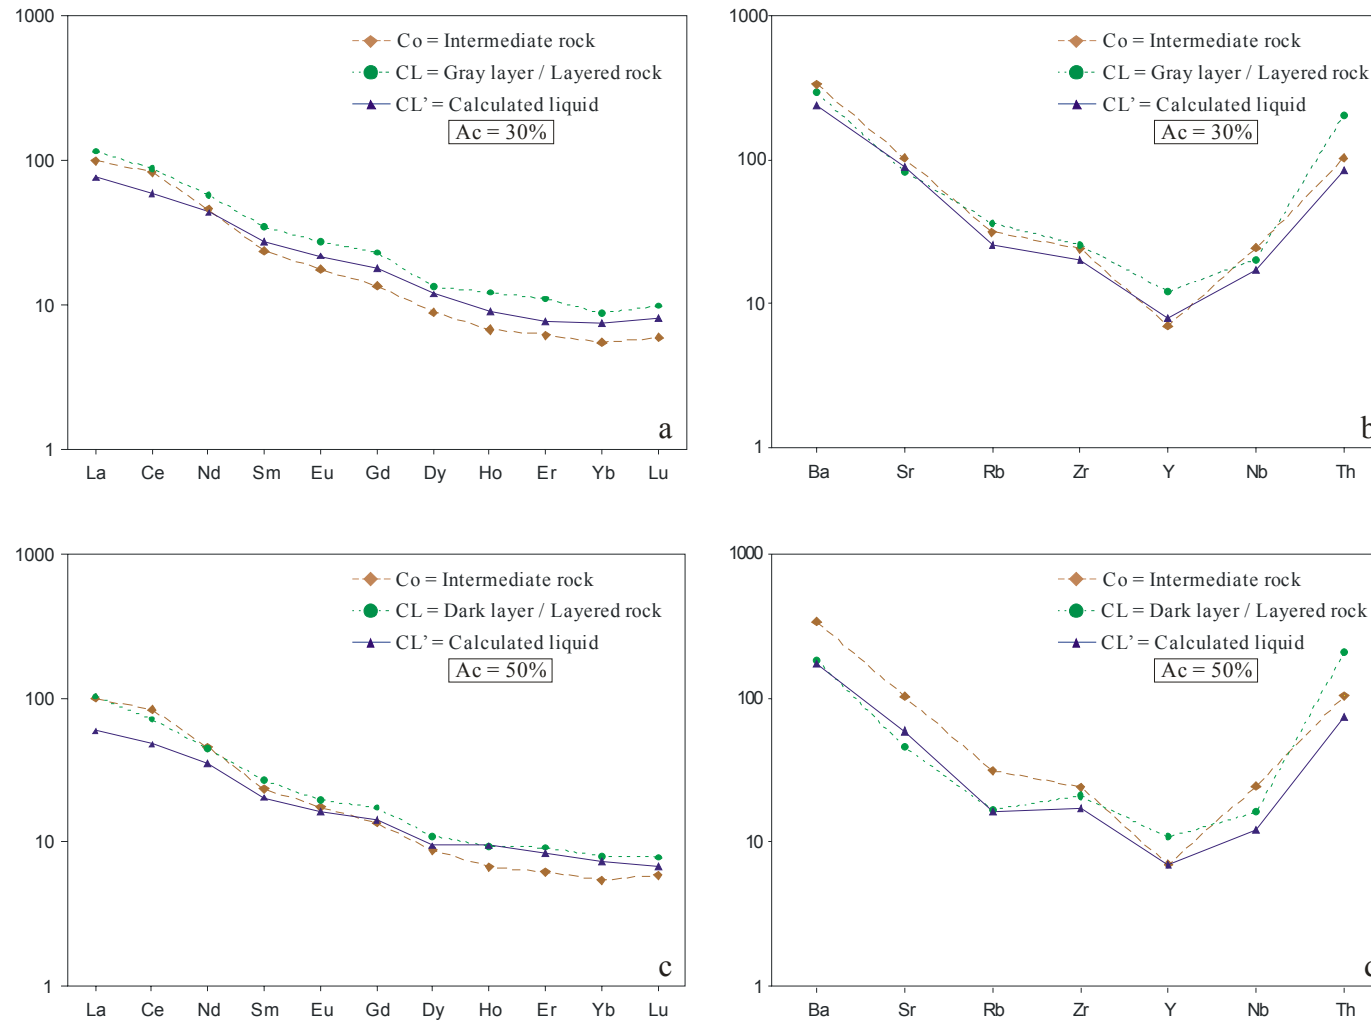 1000
100
10
1
Co = Intermediate rock
CL = Gray layer / Layered rock
CL’ = Calculated liquid
Ac = 30%
a
La Ce Nd Sm Eu Gd Dy Ho Er Yb Lu
1000
100
10
1
Co = Intermediate rock
CL = Gray layer / Layered rock
CL’ = Calculated liquid
Ac = 30%
b
Ba Sr Rb Zr Y Nb Th
1000
100
10
1
Co = Intermediate rock
CL = Dark layer / Layered rock
CL’ = Calculated liquid
Ac = 50%
c
La Ce Nd Sm Eu Gd Dy Ho Er Yb Lu
1000
100
10
1
Co = Intermediate rock
CL = Dark layer / Layered rock
CL’ = Calculated liquid
Ac = 50%
d
Ba Sr Rb Zr Y Nb Th